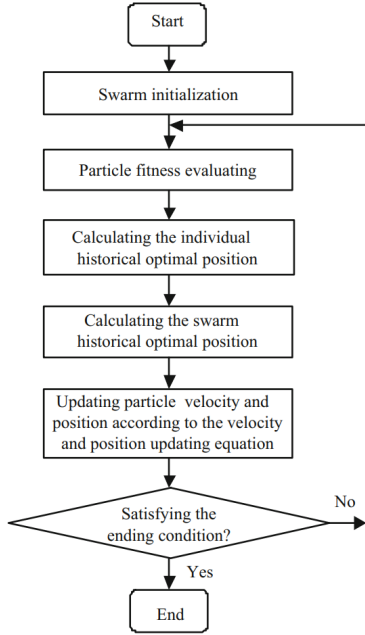 Start
Swarm initialization
Particle fitness evaluating
Calculating the individual
historical optimal position
Calculating the swarm
historical optimal position
Updating particle velocity and
position according to the velocity
and position updating equation
Satisfying the
ending condition?
No
Yes
End